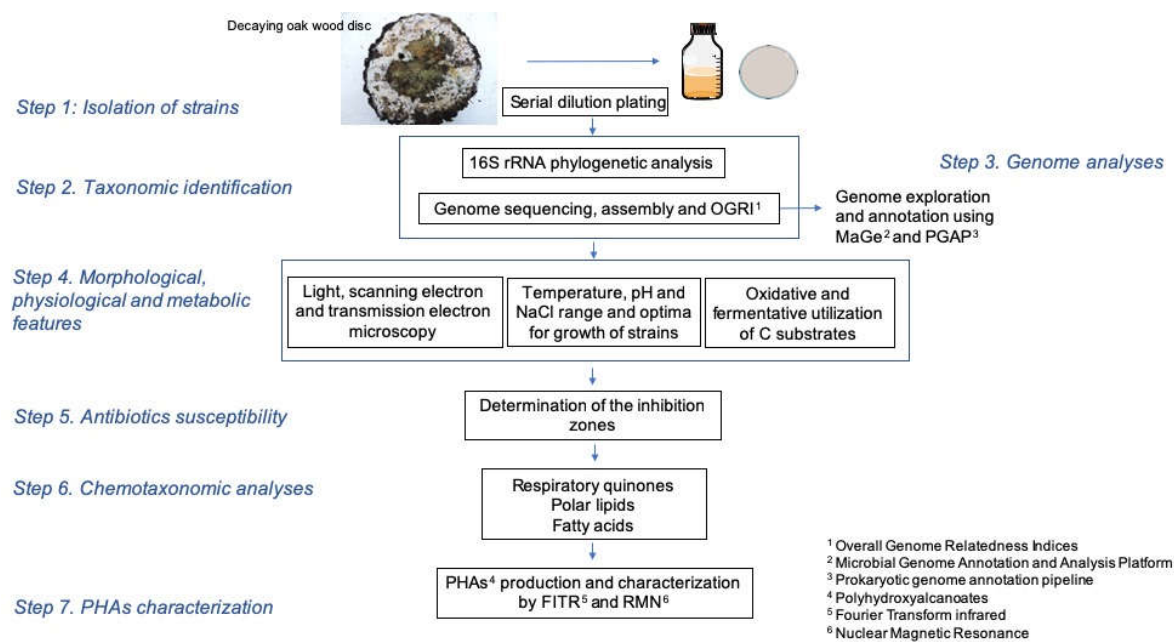 Decaying oak wood disc
Step 1: Isolation of strains
Serial dilution plating
16S rRNA phylogenetic analysis
Step 3. Genome analyses
Step 2. Taxonomic identification
Genome sequencing, assembly and OGRI¹
Genome exploration
and annotation using
MaGe² and PGAP³
Step 4. Morphological,
physiological and metabolic
features
Light, scanning electron
and transmission electron
microscopy
Temperature, pH and
NaCl range and optima
for growth of strains
Oxidative and
fermentative utilization
of C substrates
Step 5. Antibiotics susceptibility
Determination of the inhibition
zones
Step 6. Chemotaxonomic analyses
Respiratory quinones
Polar lipids
Fatty acids
Step 7. PHAs characterization
PHAs⁴ production and characterization
by FITR⁵ and RMN⁶
¹ Overall Genome Relatedness Indices
² Microbial Genome Annotation and Analysis Platform
³ Prokaryotic genome annotation pipeline
⁴ Polyhydroxyalcanoates
⁵ Fourier Transform infrared
⁶ Nuclear Magnetic Resonance